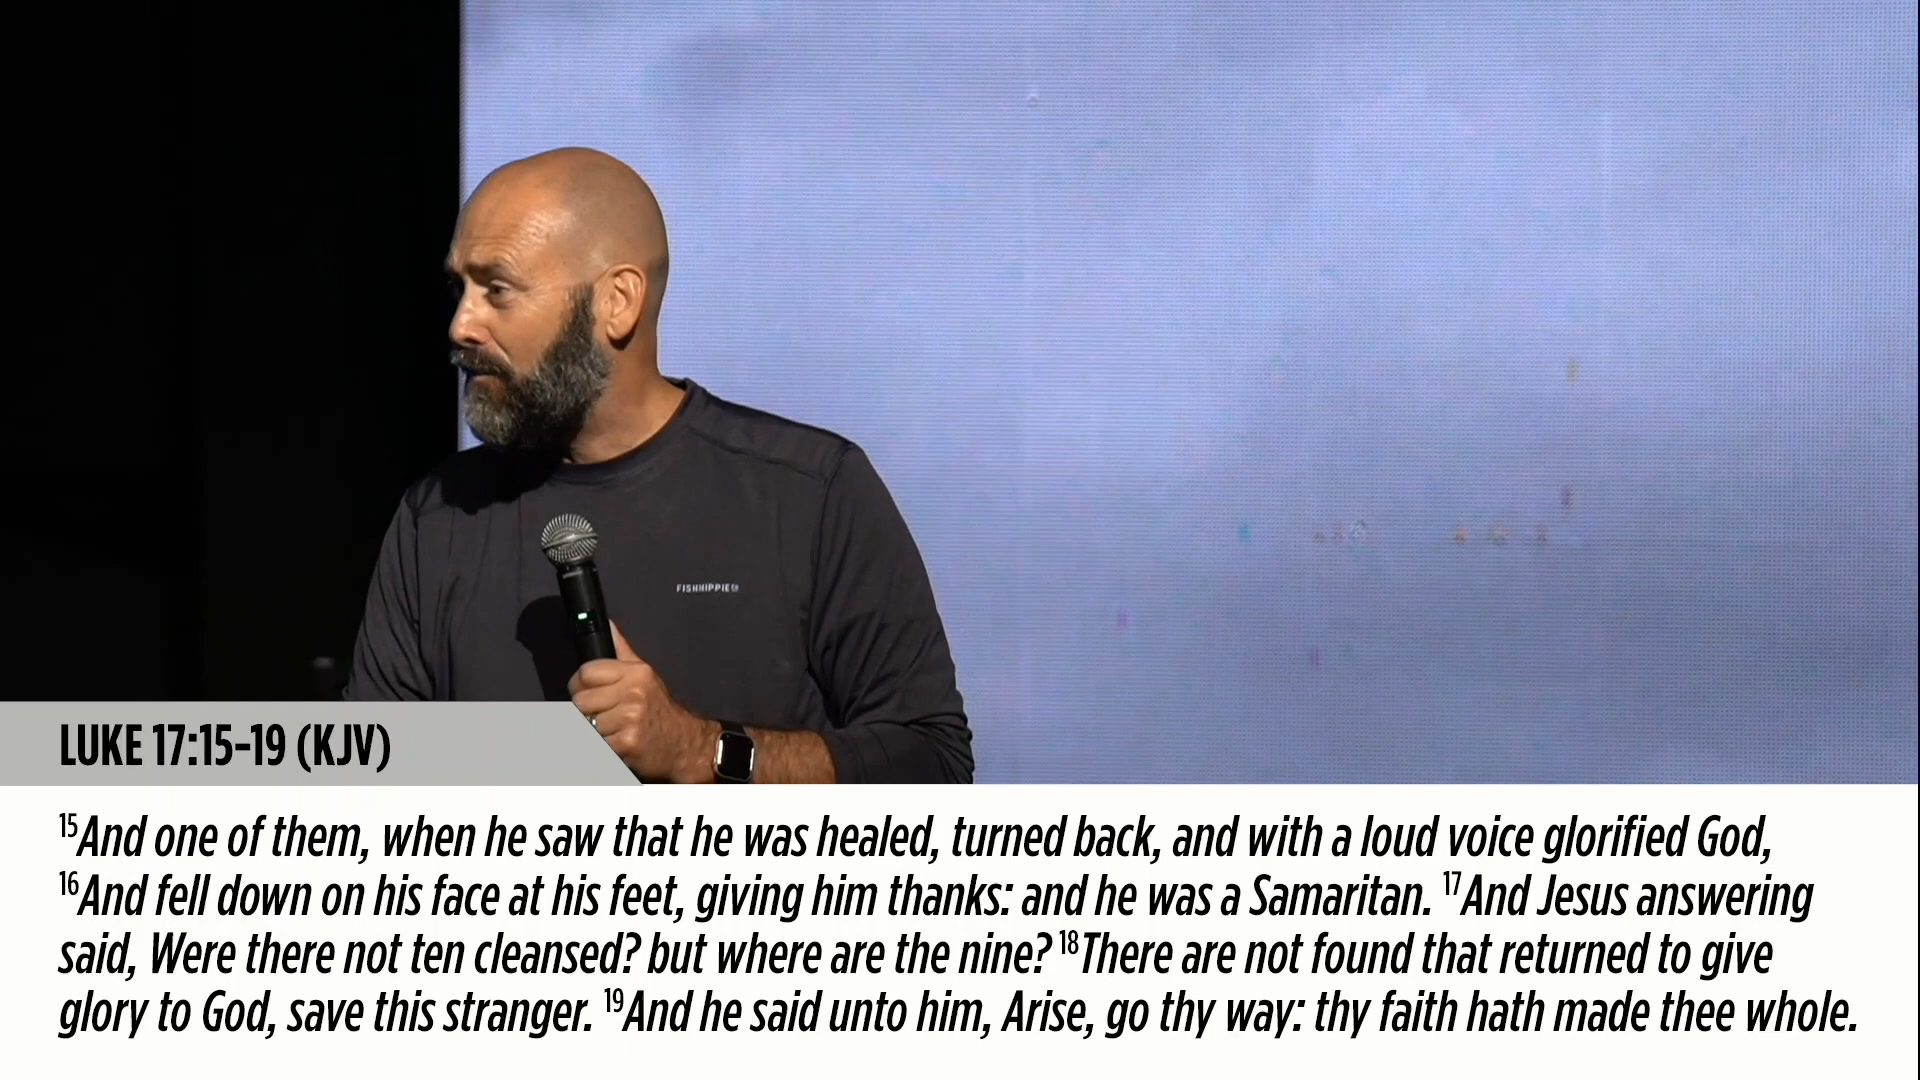 FISHHIPPIE
LUKE 17:15-19 (KJV)
15And one of them, when he saw that he was healed, turned back, and with a loud voice glorified God,
16And fell down on his face at his feet, giving him thanks: and he was a Samaritan. 17And Jesus answering
said, Were there not ten cleansed? but where are the nine? 18There are not found that returned to give
glory to God, save this stranger. 19And he said unto him, Arise, go thy way: thy faith hath made thee whole.